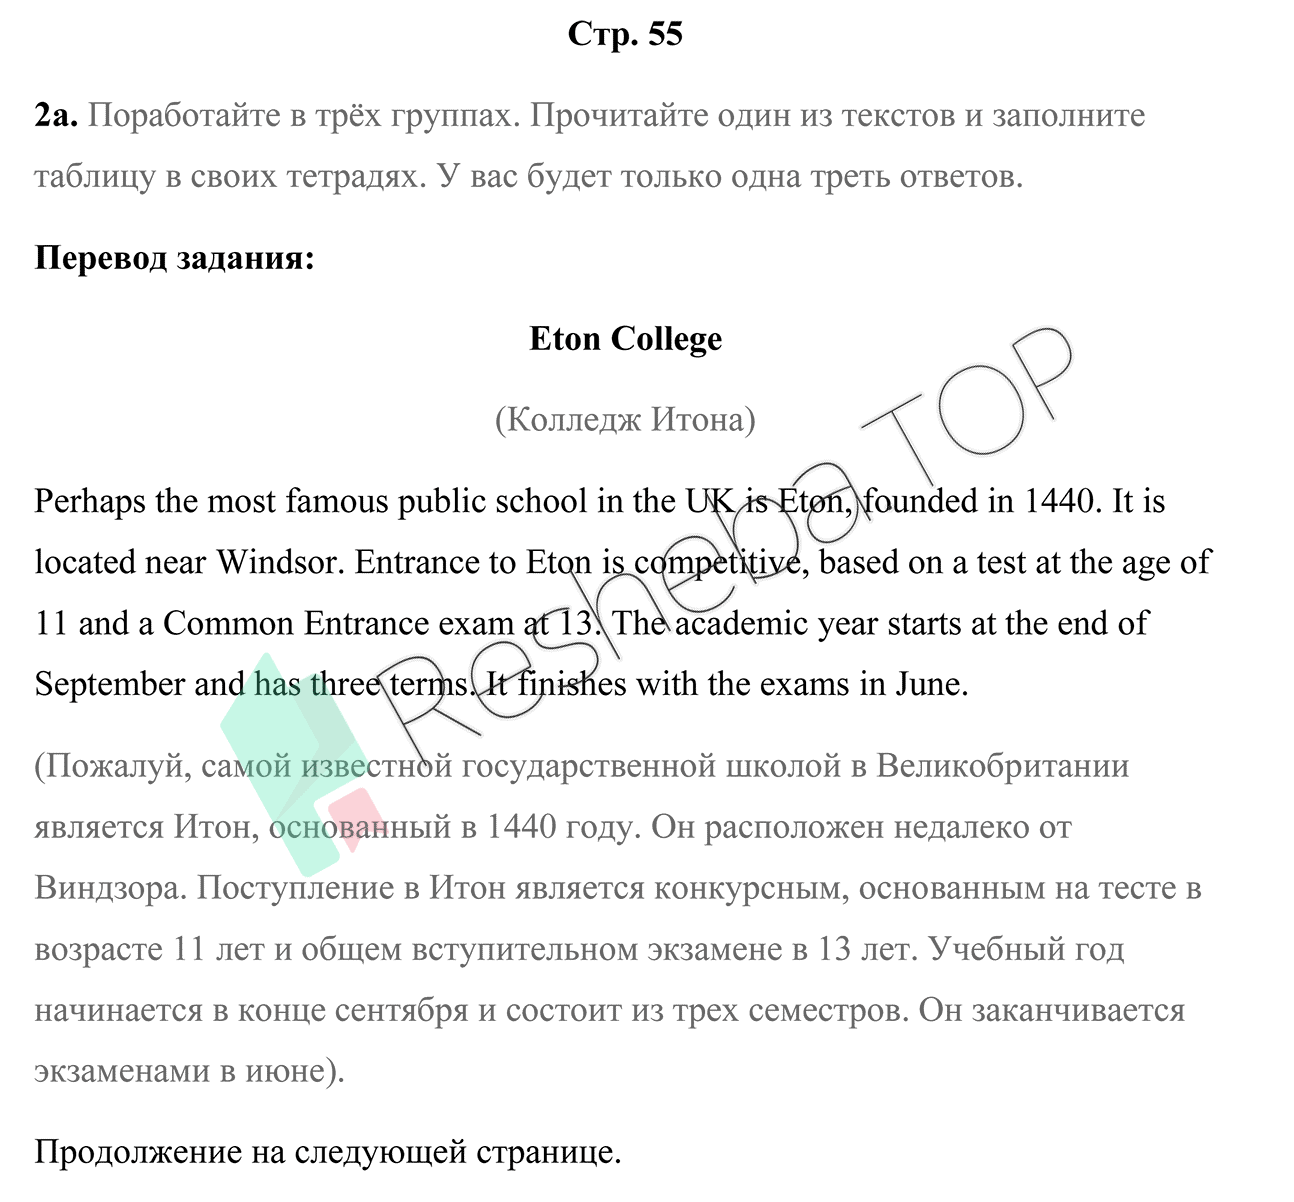 Стр. 55
2a. Поработайте в трёх группах. Прочитайте один из текстов и заполните
таблицу в своих тетрадях. У вас будет только одна треть ответов.
Перевод задания:
Eton College
(Колледж Итона)
Perhaps the most famous public school in the UK is Eton, founded in 1440. It is
located near Windsor. Entrance to Eton is competitive, based on a test at the age of
11 and a Common Entrance exam at 13. The academic year starts at the end of
September and has three terms. It finishes with the exams in June.
(Пожалуй, самой известной государственной школой в Великобритании
является Итон, основанный в 1440 году. Он расположен недалеко от
Виндзора. Поступление в Итон является конкурсным, основанным на тесте в
возрасте 11 лет и общем вступительном экзамене в 13 лет. Учебный год
начинается в конце сентября и состоит из трех семестров. Он заканчивается
экзаменами в июне).
Продолжение на следующей странице.
Resheba.TOP